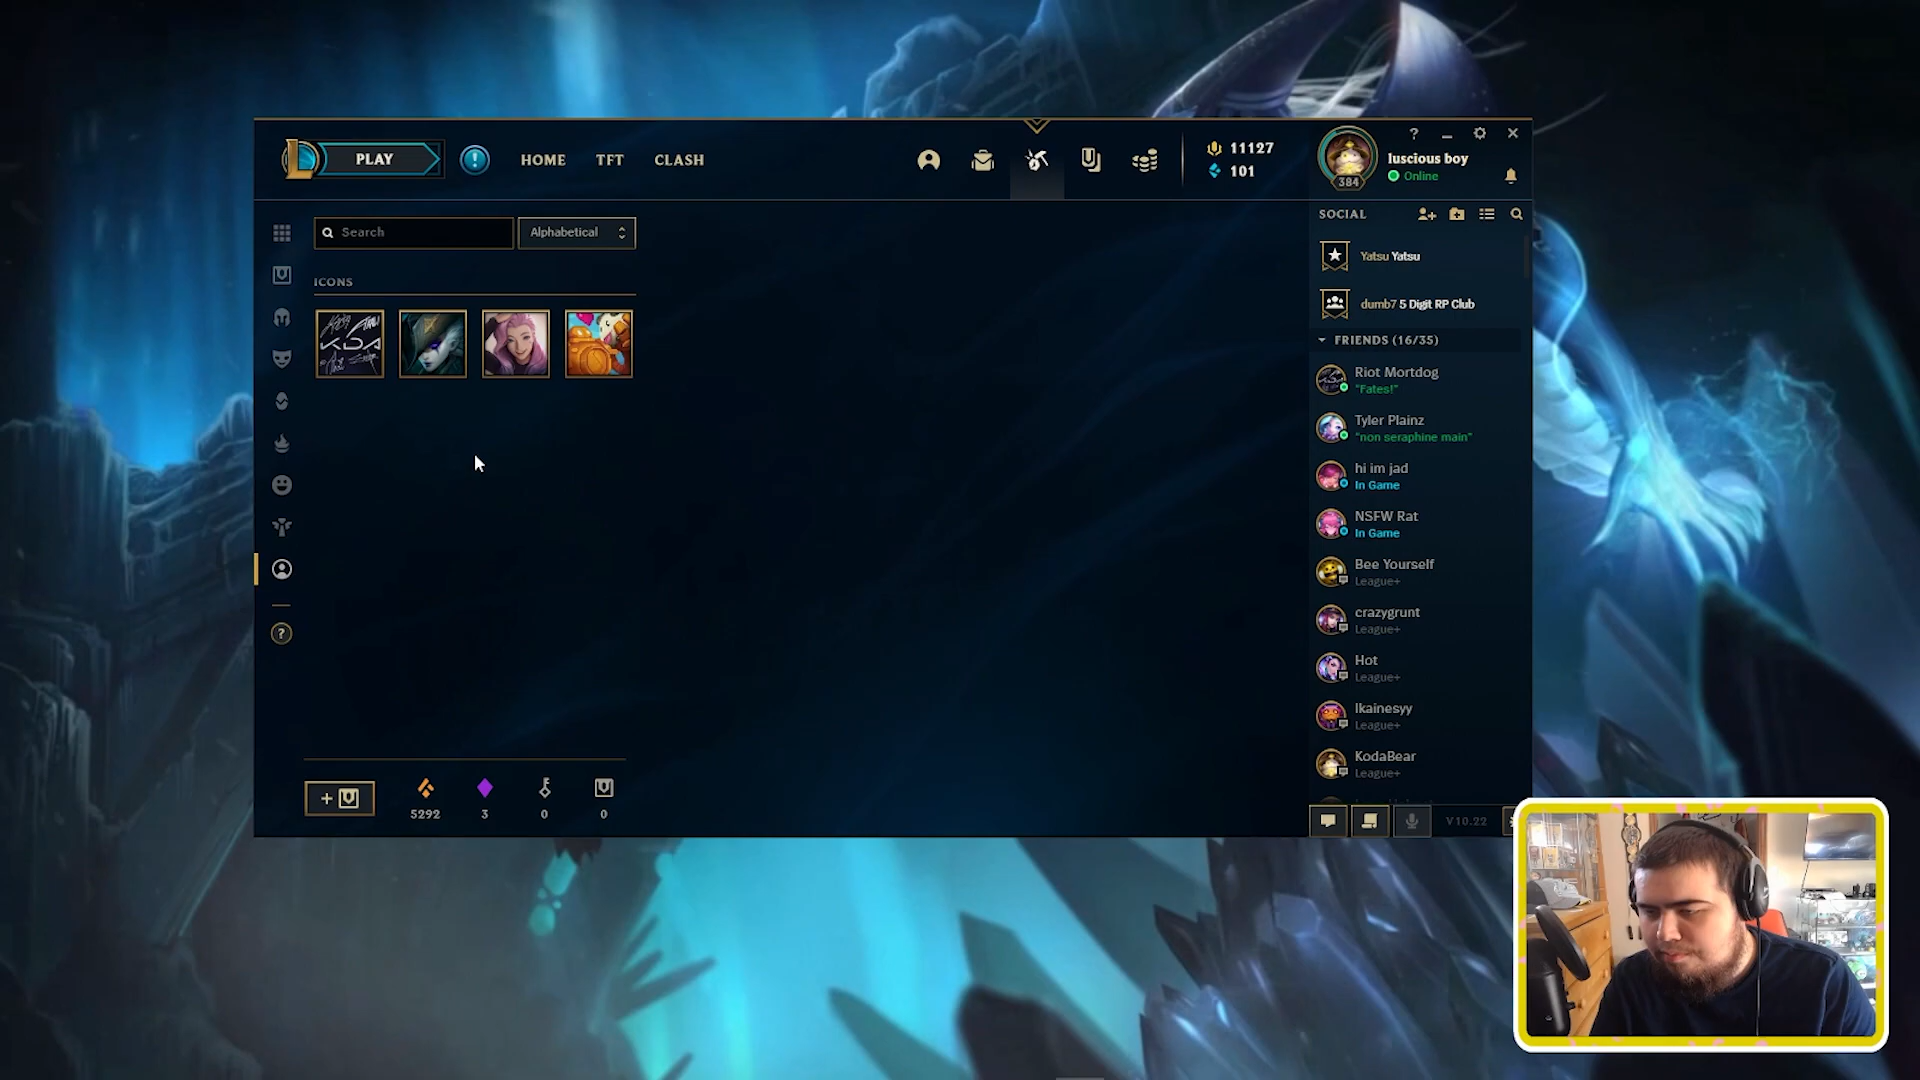 PLAY
HOME
TFT
CLASH
11127
101
384
luscious boy
Online
Search
Alphabetical
SOCIAL
ICONS
Yatsu Yatsu
dumb7 5 Digit RP Club
FRIENDS (16/35)
Riot Mortdog
"Fates!"
Tyler Plainz
"non seraphine main"
hi im jad
In Game
NSFW Rat
In Game
Bee Yourself
League+
crazygrunt
League+
Hot
League+
Ikainesyy
League+
KodaBear
League+
5292
3
0
0
V10.22